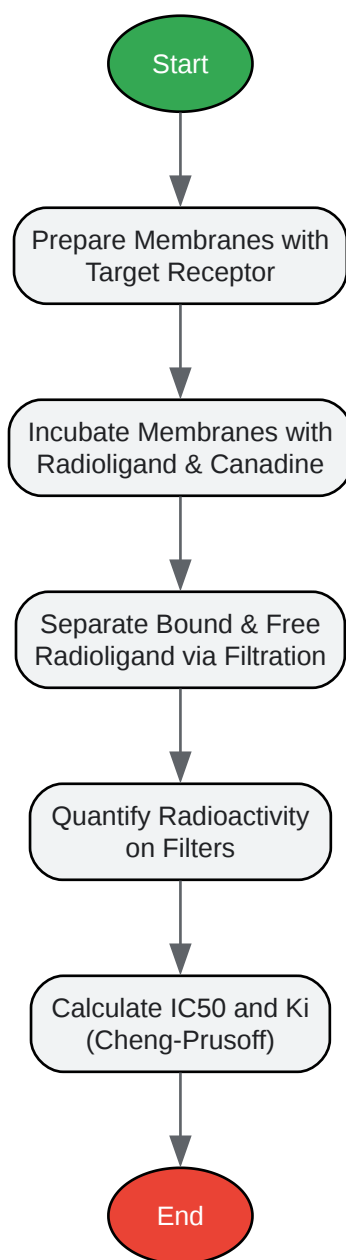 Start
Prepare Membranes with
Target Receptor
Incubate Membranes with
Radioligand & Canadine
Separate Bound & Free
Radioligand via Filtration
Quantify Radioactivity
on Filters
Calculate IC50 and Ki
(Cheng-Prusoff)
End